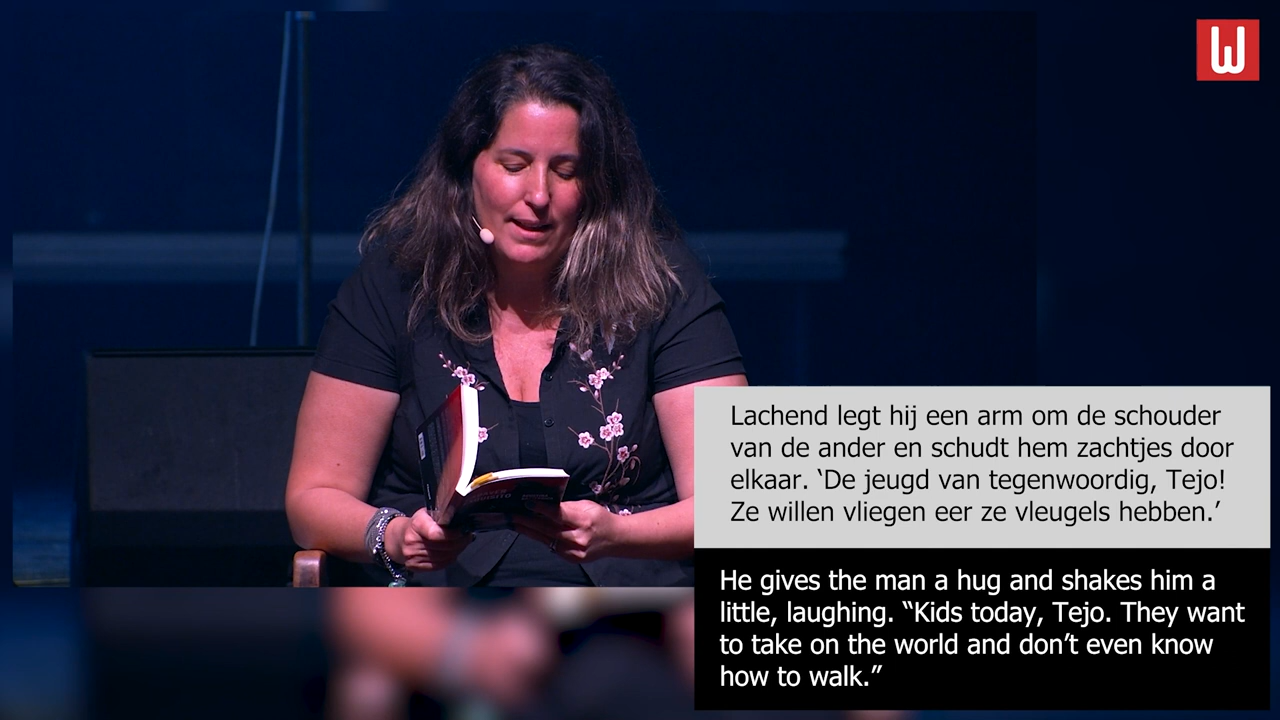 W
Lachend legt hij een arm om de schouder
van de ander en schudt hem zachtjes door
elkaar. ‘De jeugd van tegenwoordig, Tejo!
Ze willen vliegen eer ze vleugels hebben.’
He gives the man a hug and shakes him a
little, laughing. “Kids today, Tejo. They want
to take on the world and don’t even know
how to walk.”